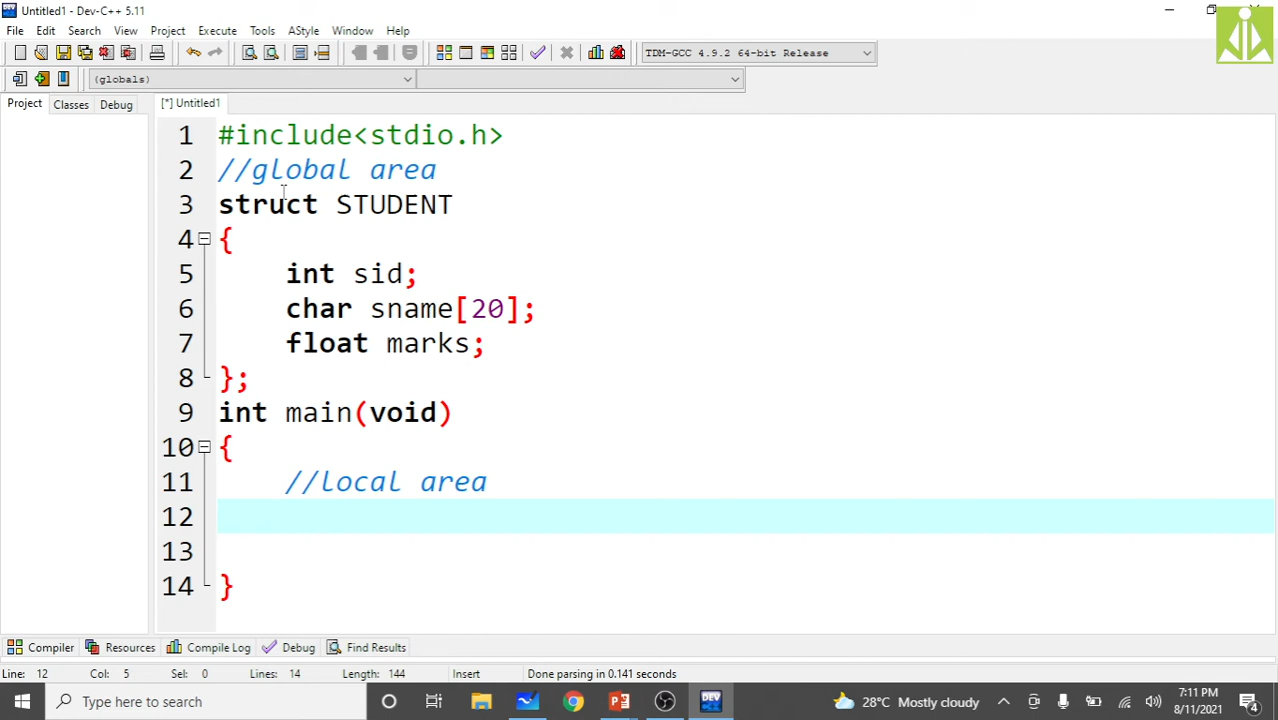 Untitled1 - Dev-C++ 5.11
File Edit Search View Project Execute Tools AStyle Window Help
TDM-GCC 4.9.2 64-bit Release
(globals)
Project Classes Debug [*] Untitled1
1 #include<stdio.h>
2 //global area
3 struct STUDENT
4 {
5 int sid;
6 char sname[20];
7 float marks;
8 };
9 int main(void)
10 {
11 //local area
12
13
14 }
Compiler Resources Compile Log Debug Find Results
Line: 12 Col: 5 Sel: 0 Lines: 14 Length: 144 Insert Done parsing in 0.141 seconds
Type here to search DEV 28°C Mostly cloudy 7:11 PM
8/11/2021 4